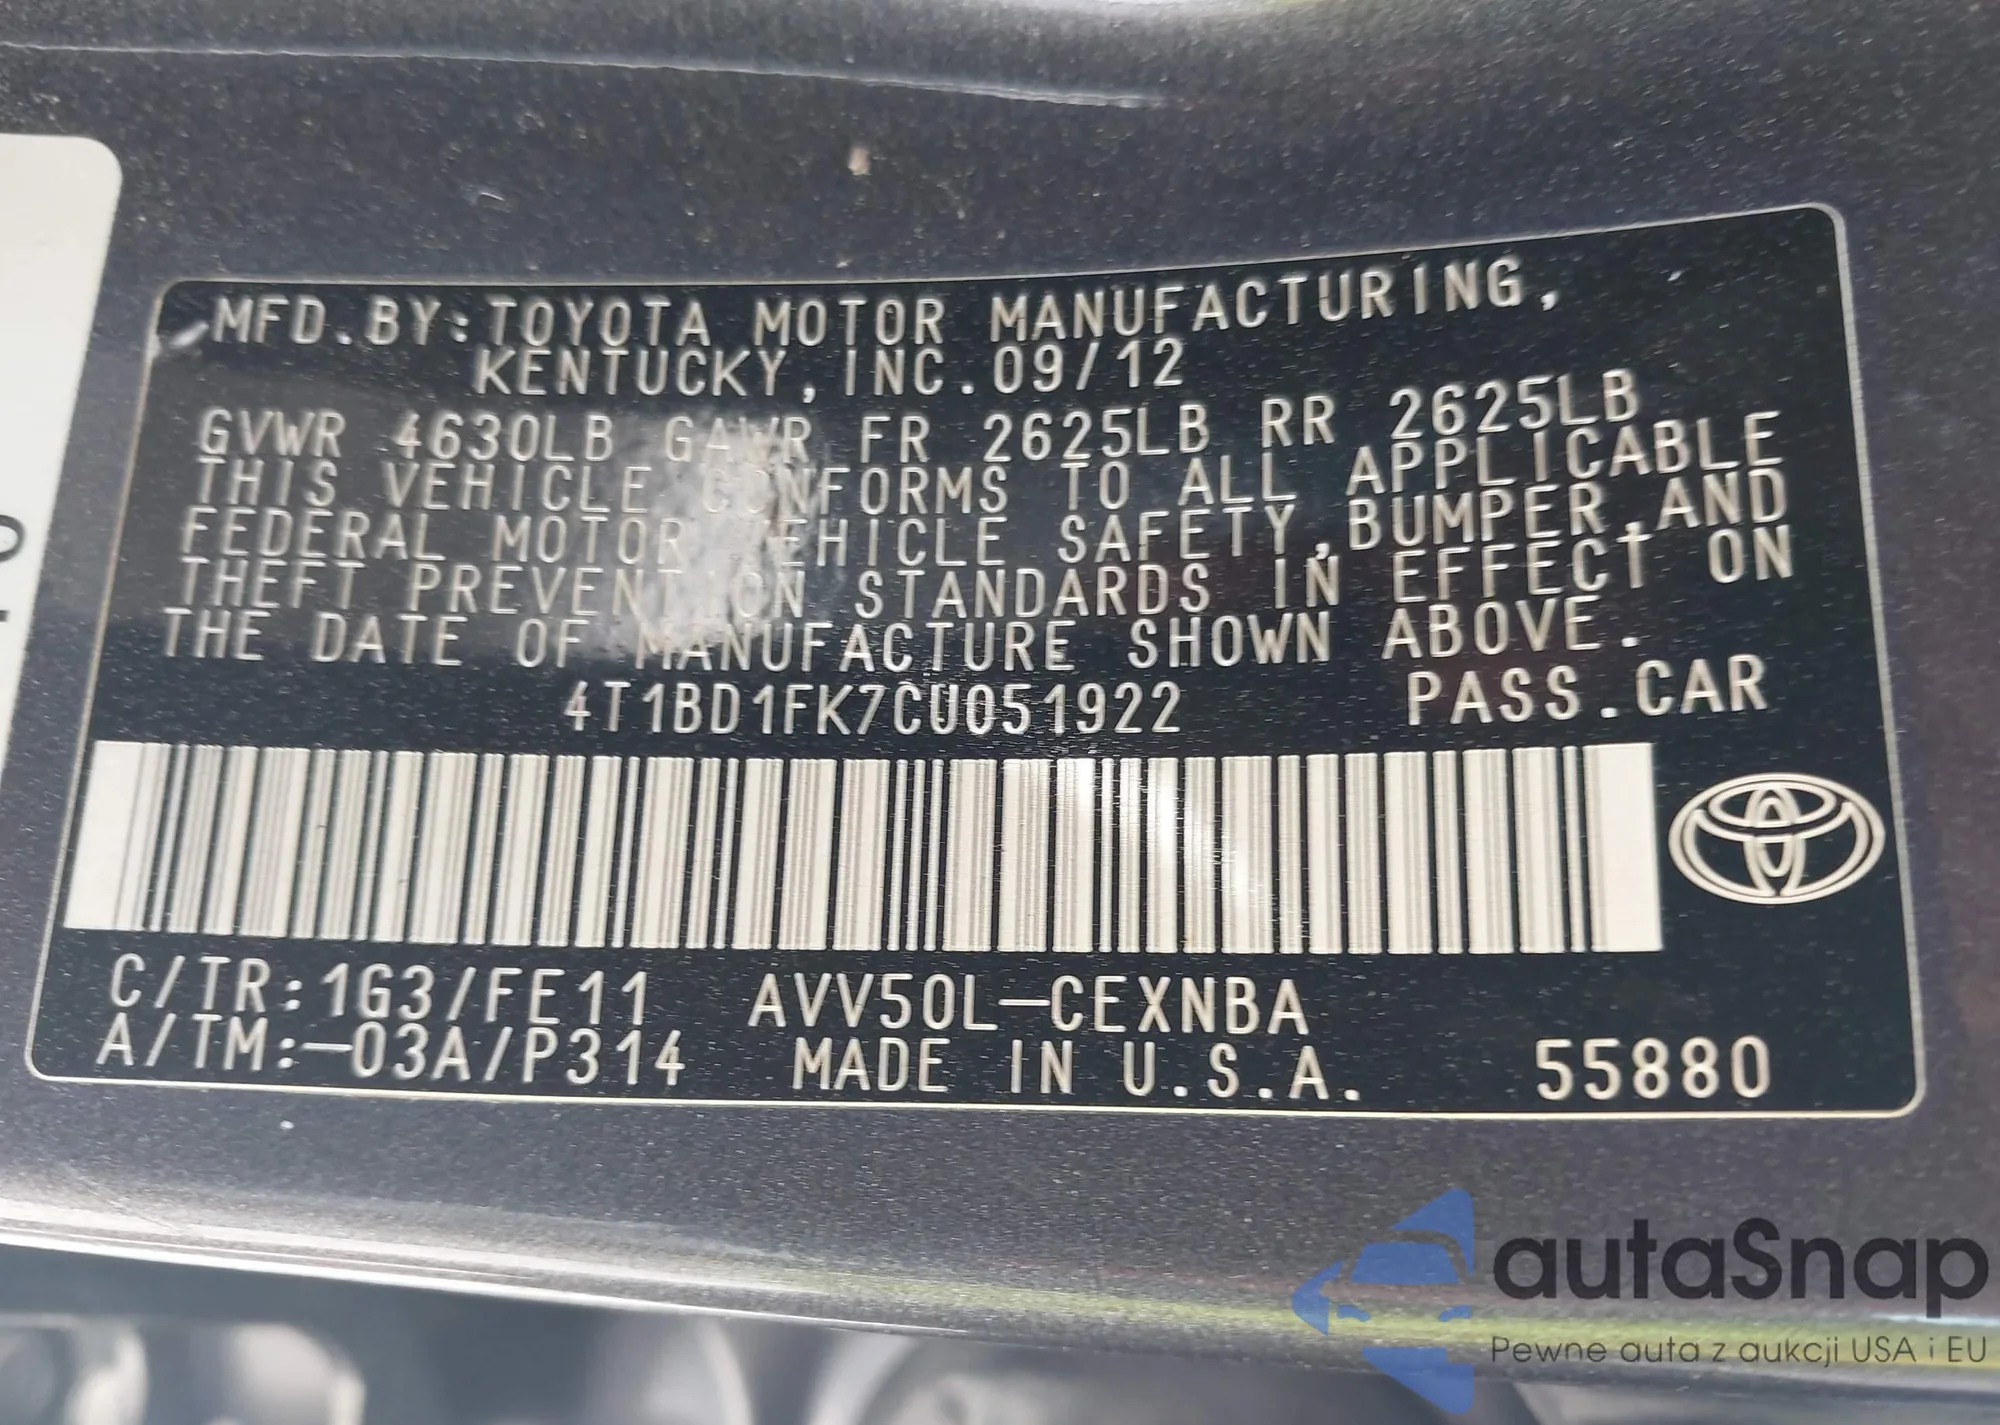 MFD.BY:TOYOTA MOTOR MANUFACTURING,
KENTUCKY, INC.09/12
GVWR 4630LB GAWR FR 2625LB RR 2625LB
THIS VEHICLE CONFORMS TO ALL APPLICABLE
FEDERAL MOTOR VEHICLE SAFETY,BUMPER,AND
THEFT PREVENTION STANDARDS IN EFFECT ON
THE DATE OF MANUFACTURE SHOWN ABOVE.
4T1BD1FK7CU051922 PASS.CAR
C/TR:1G3/FE11 AVV50L-CEXNBA
A/TM:-03A/P314 MADE IN U.S.A. 55880
autaSnap
Pewne auta z aukcji USA i EU